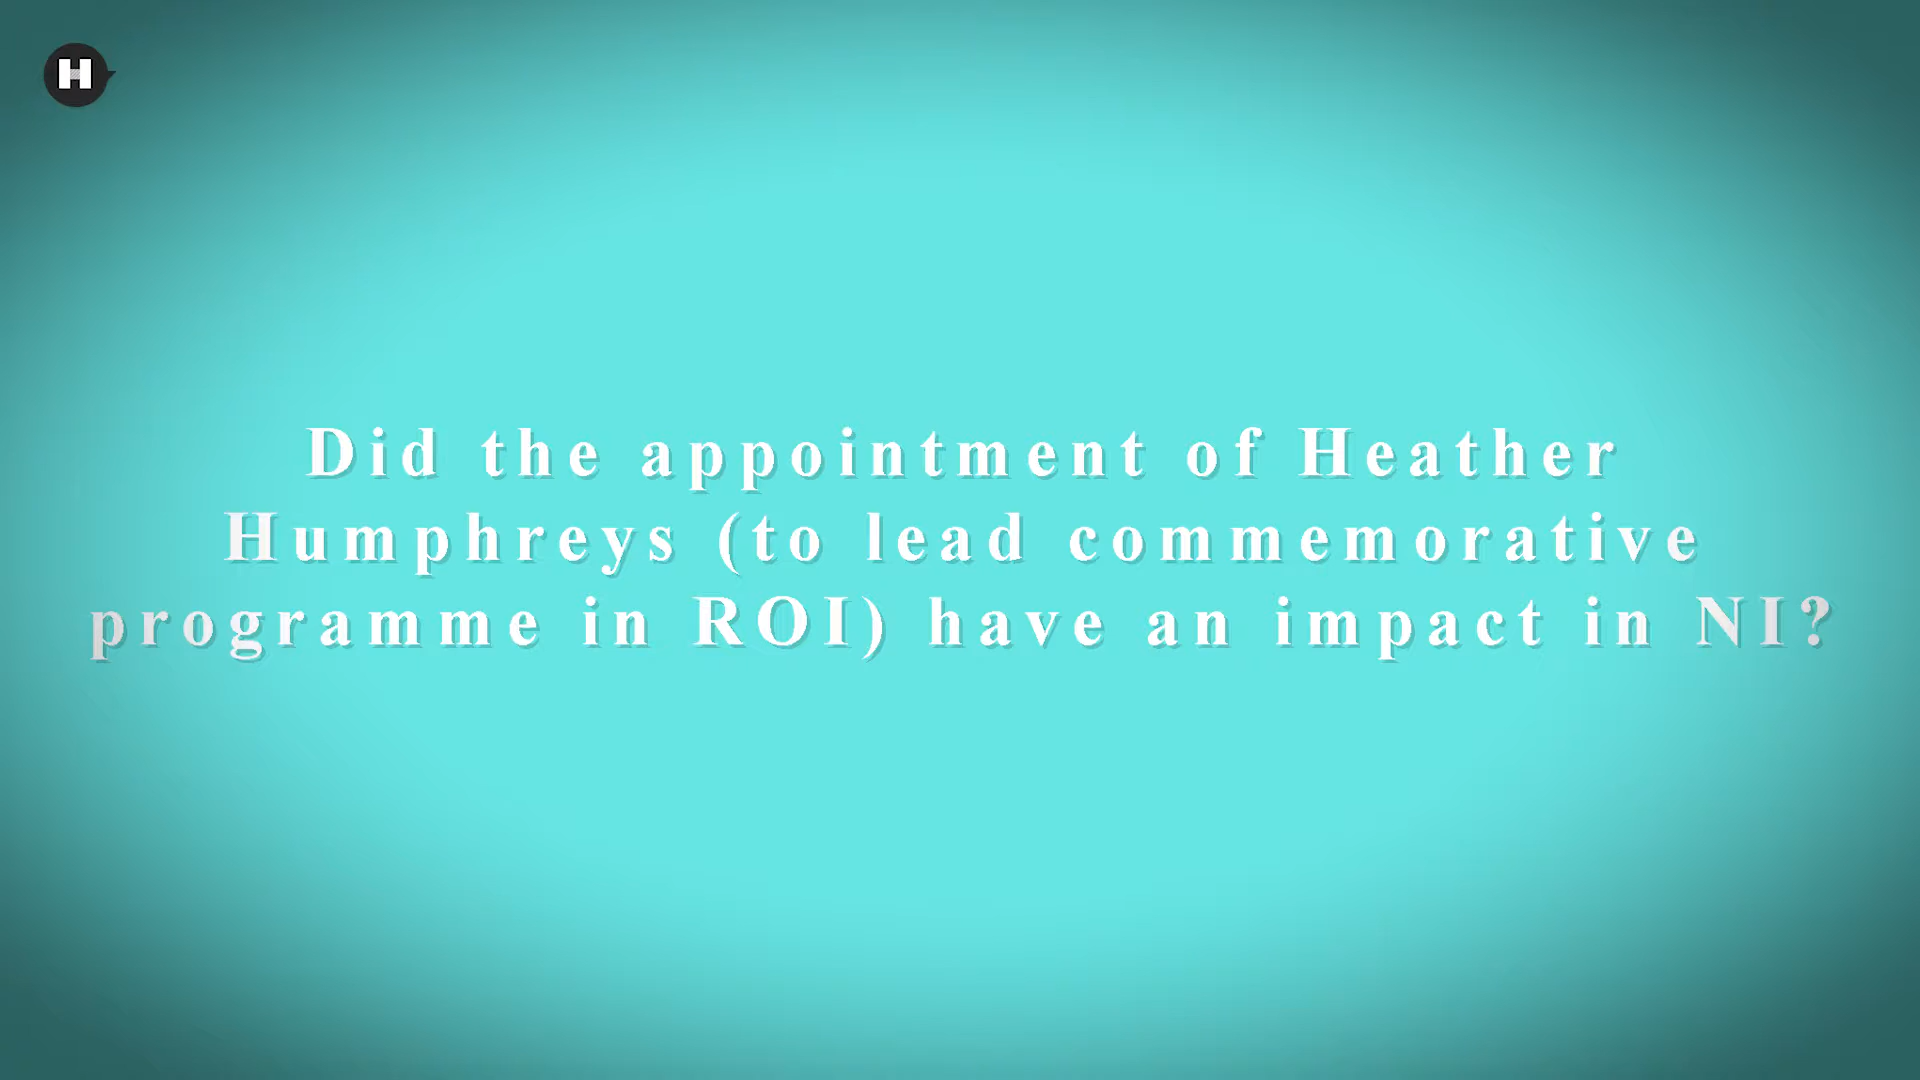 H
Did the appointment of Heather
Humphreys (to lead commemorative
programme in ROI) have an impact in NI?